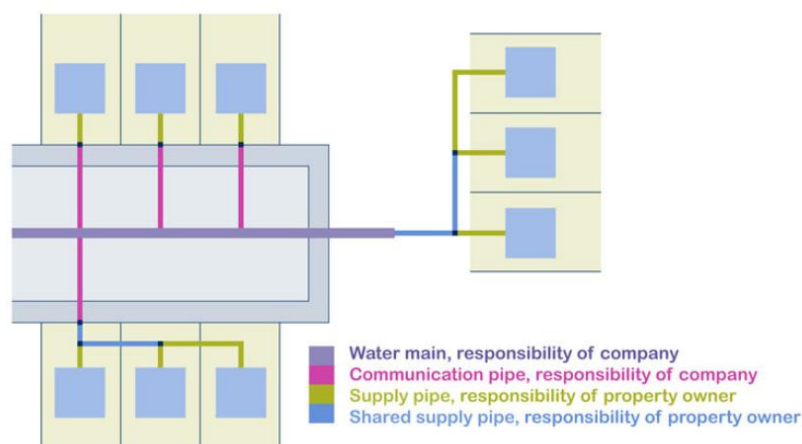 Water main, responsibility of company
Communication pipe, responsibility of company
Supply pipe, responsibility of property owner
Shared supply pipe, responsibility of property owner